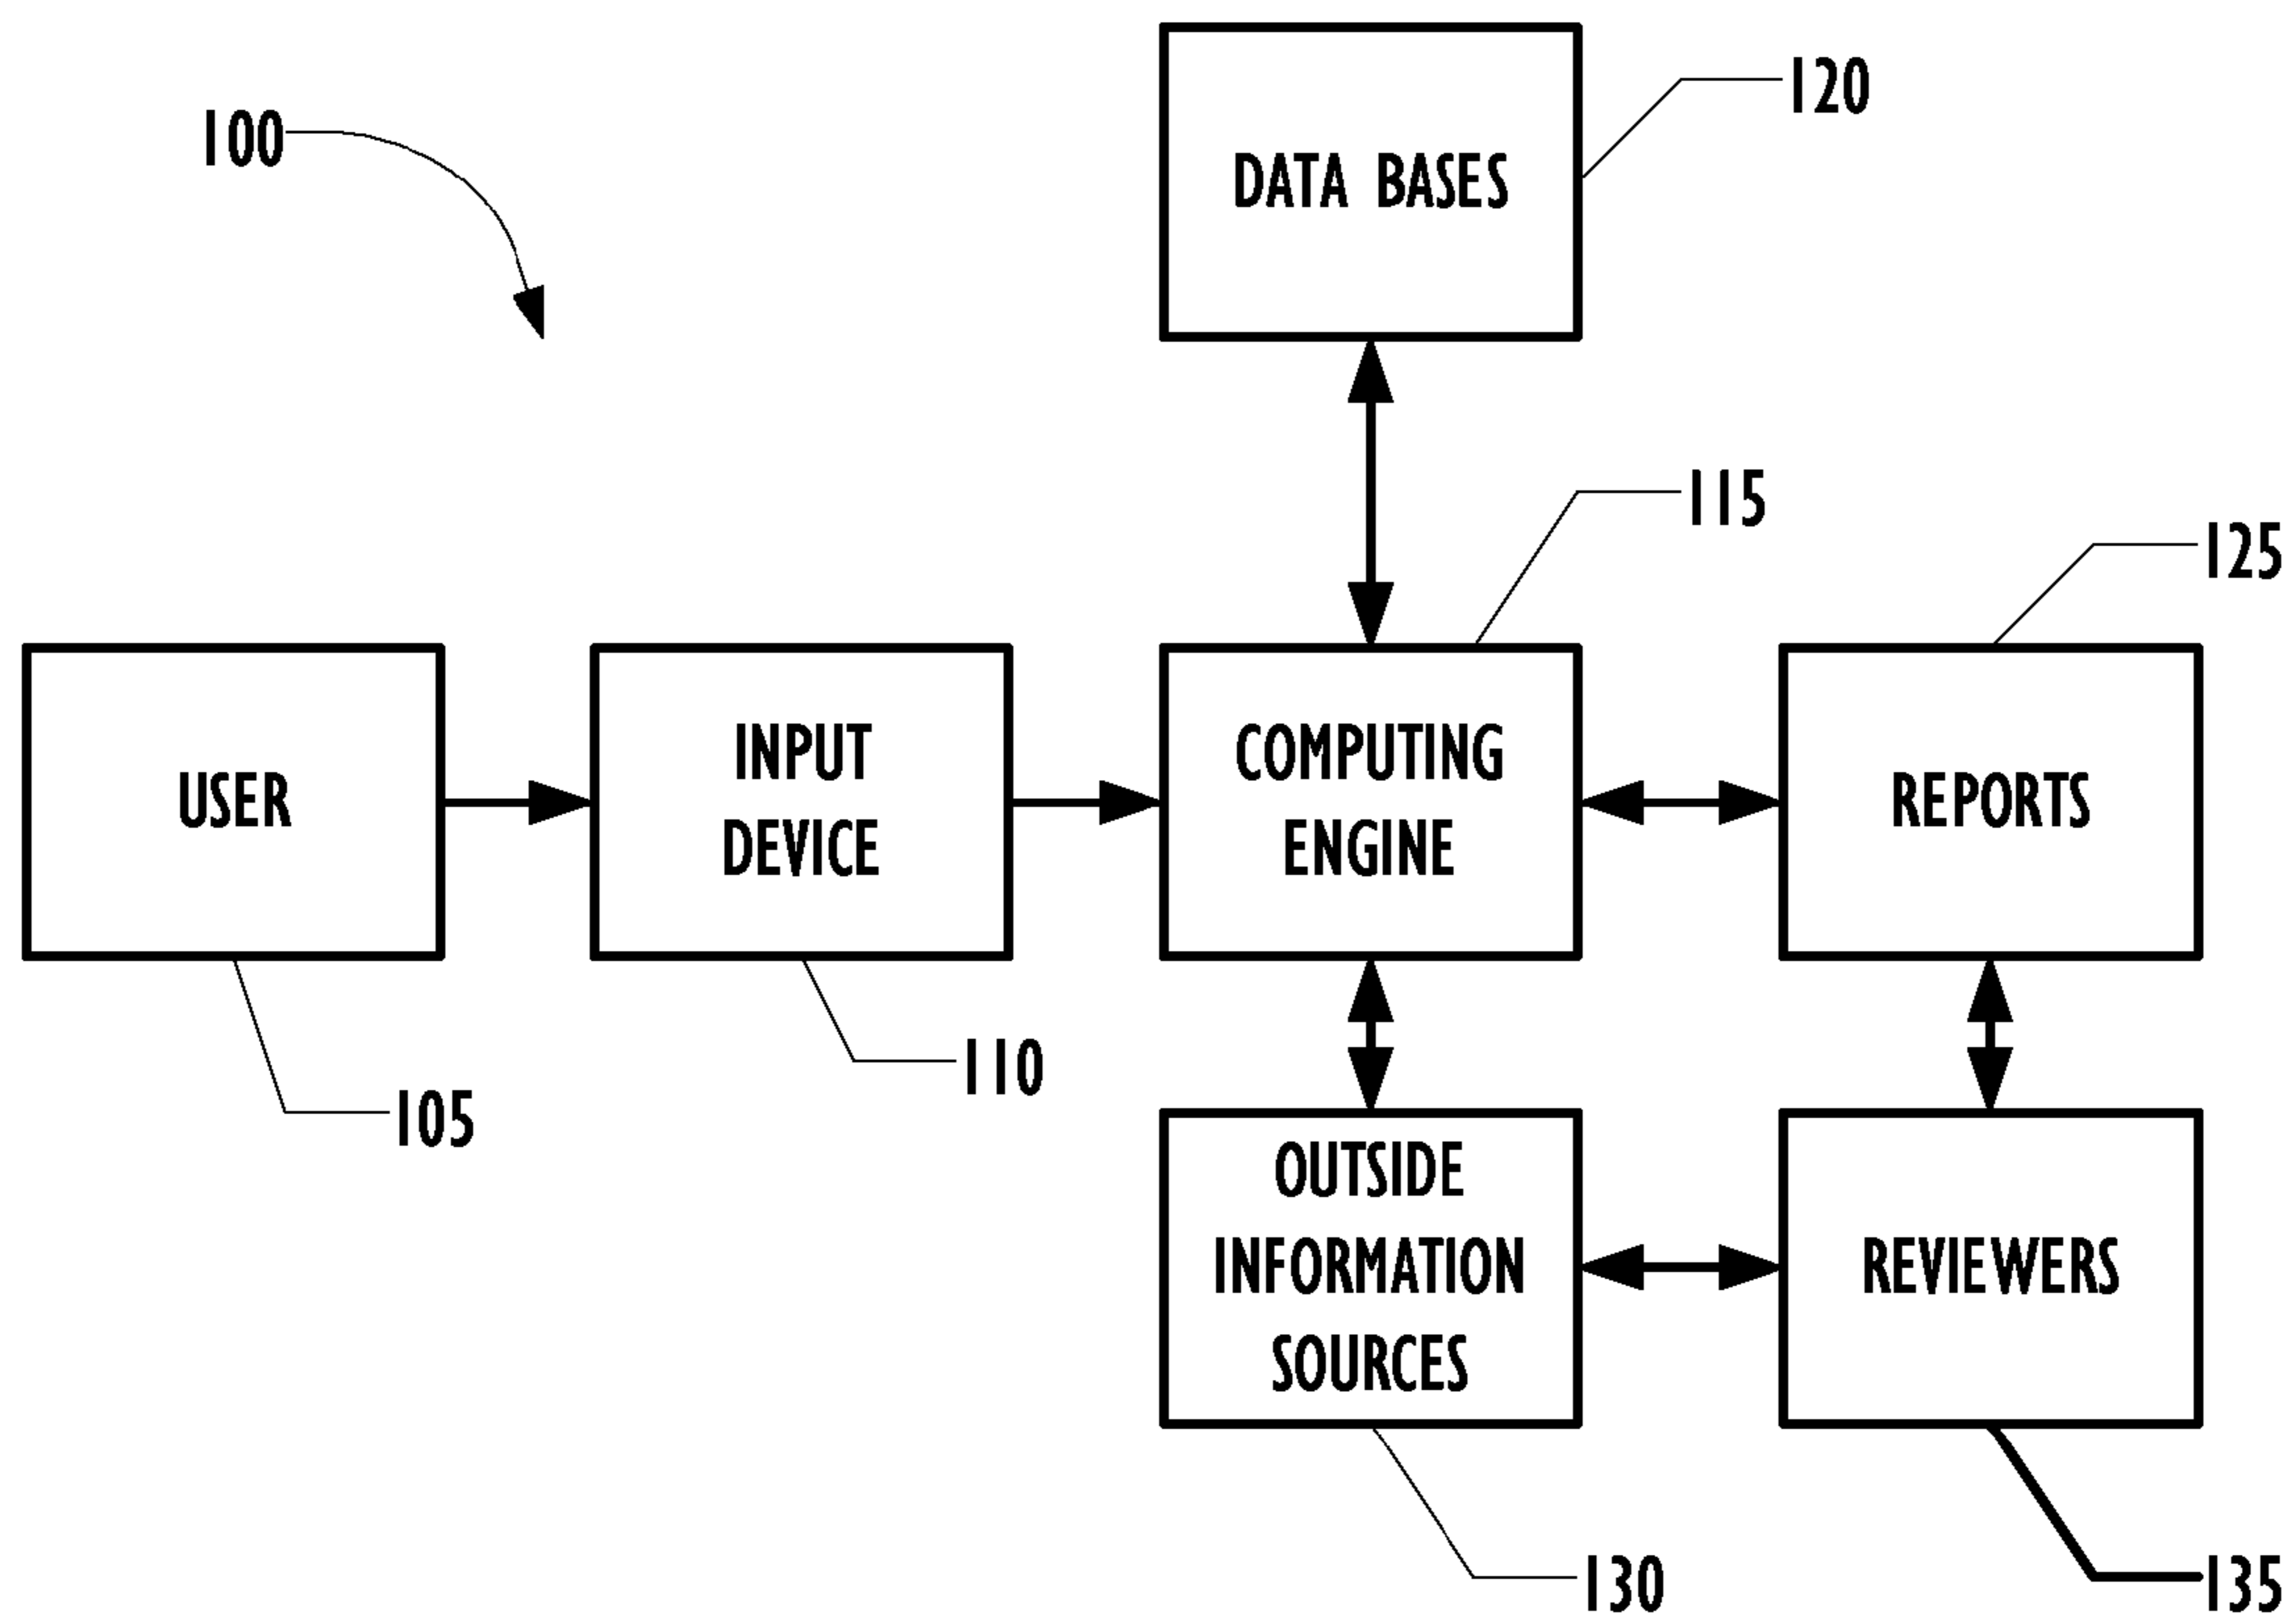 120
100
DATA BASES
115
125
USER
INPUT
DEVICE
COMPUTING
ENGINE
REPORTS
110
105
OUTSIDE
INFORMATION
SOURCES
REVIEWERS
130
135